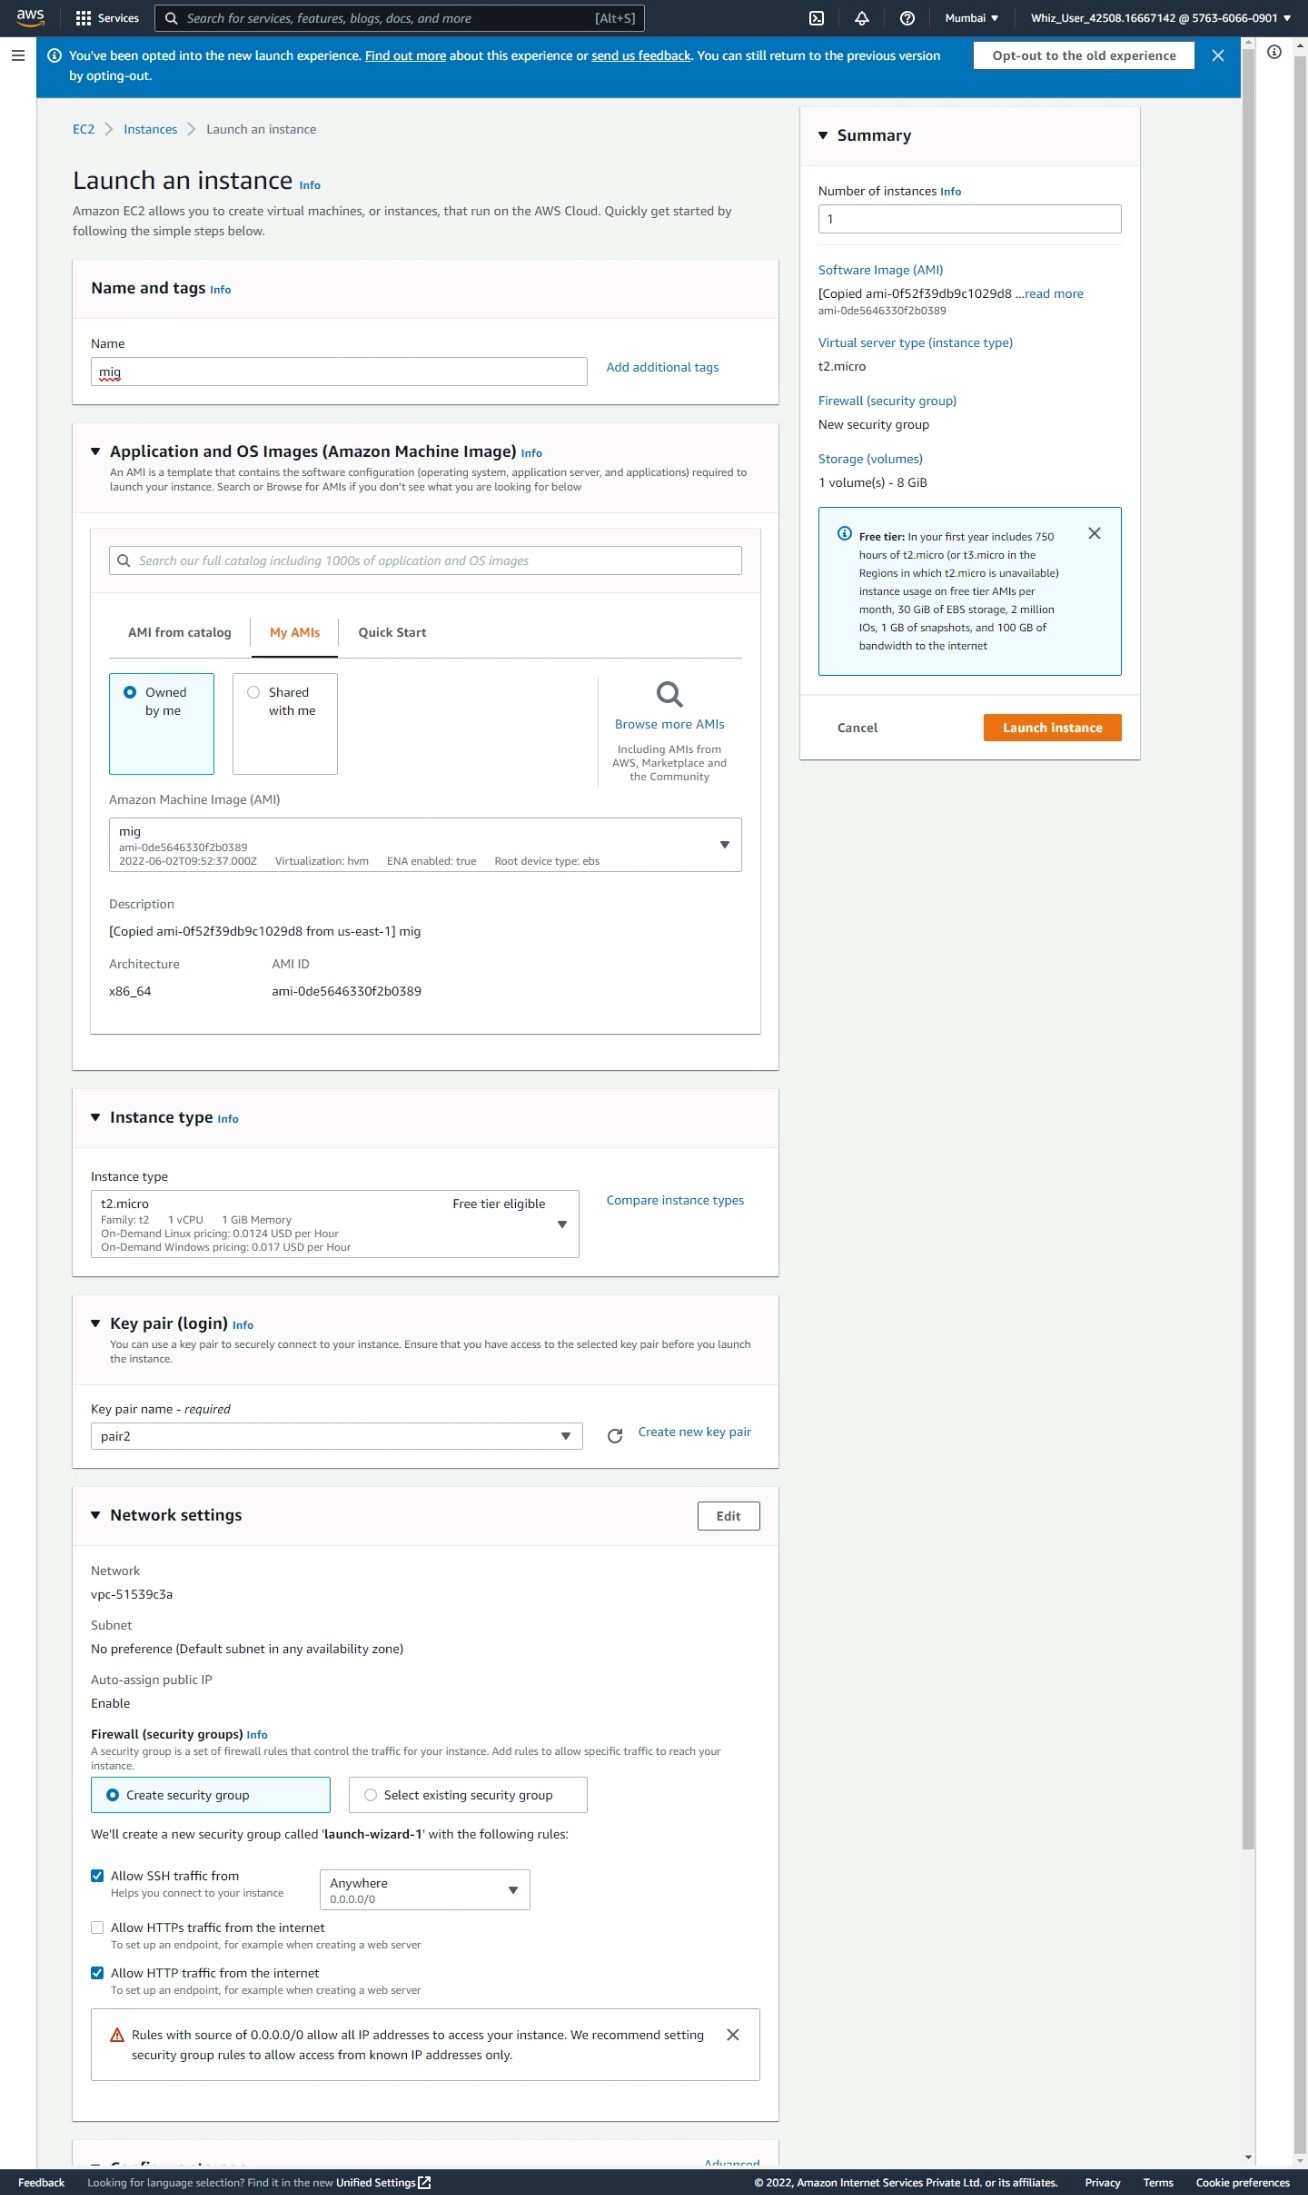 aws
Services
Search for services, features, blogs, docs, and more
[Alt+S]
Mumbai
Whiz_User_42508.16667142 @ 5763-6066-0901
You've been opted into the new launch experience. Find out more about this experience or send us feedback. You can still return to the previous version
by opting-out.
Opt-out to the old experience
EC2
Instances
Launch an instance
Launch an instance Info
Amazon EC2 allows you to create virtual machines, or instances, that run on the AWS Cloud. Quickly get started by
following the simple steps below.
Name and tags Info
Name
mig
Add additional tags
Application and OS Images (Amazon Machine Image) Info
An AMI is a template that contains the software configuration (operating system, application server, and applications) required to
launch your instance. Search or Browse for AMIs if you don't see what you are looking for below
Search our full catalog including 1000s of application and OS images
AMI from catalog
My AMIs
Quick Start
Owned
by me
Shared
with me
Browse more AMIs
Including AMIs from
AWS, Marketplace and
the Community
Amazon Machine Image (AMI)
mig
ami-0de5646330f2b0389
2022-06-02T09:52:37.000Z Virtualization: hvm ENA enabled: true Root device type: ebs
Description
[Copied ami-0f52f39db9c1029d8 from us-east-1] mig
Architecture
AMI ID
x86_64
ami-0de5646330f2b0389
Instance type Info
Instance type
t2.micro
Free tier eligible
Family: t2 1 vCPU 1 GiB Memory
On-Demand Linux pricing: 0.0124 USD per Hour
On-Demand Windows pricing: 0.017 USD per Hour
Compare instance types
Key pair (login) Info
You can use a key pair to securely connect to your instance. Ensure that you have access to the selected key pair before you launch
the instance.
Key pair name - required
pair2
Create new key pair
Network settings
Edit
Network
vpc-51539c3a
Subnet
No preference (Default subnet in any availability zone)
Auto-assign public IP
Enable
Firewall (security groups) Info
A security group is a set of firewall rules that control the traffic for your instance. Add rules to allow specific traffic to reach your
instance.
Create security group
Select existing security group
We'll create a new security group called 'launch-wizard-1' with the following rules:
Allow SSH traffic from
Helps you connect to your instance
Anywhere
0.0.0.0/0
Allow HTTPs traffic from the internet
To set up an endpoint, for example when creating a web server
Allow HTTP traffic from the internet
To set up an endpoint, for example when creating a web server
Rules with source of 0.0.0.0/0 allow all IP addresses to access your instance. We recommend setting
security group rules to allow access from known IP addresses only.
Advanced
Summary
Number of instances Info
1
Software Image (AMI)
[Copied ami-0f52f39db9c1029d8 ...read more
ami-0de5646330f2b0389
Virtual server type (instance type)
t2.micro
Firewall (security group)
New security group
Storage (volumes)
1 volume(s) - 8 GiB
Free tier: In your first year includes 750
hours of t2.micro (or t3.micro in the
Regions in which t2.micro is unavailable)
instance usage on free tier AMIs per
month, 30 GiB of EBS storage, 2 million
IOs, 1 GB of snapshots, and 100 GB of
bandwidth to the internet
Cancel
Launch instance
Feedback
Looking for language selection? Find it in the new Unified Settings
© 2022, Amazon Internet Services Private Ltd. or its affiliates.
Privacy
Terms
Cookie preferences